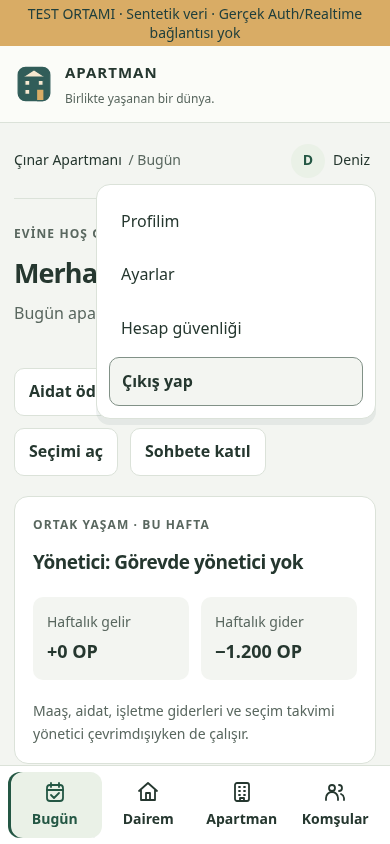 TEST ORTAMI · Sentetik veri · Gerçek Auth/Realtime
bağlantısı yok
APARTMAN
Birlikte yaşanan bir dünya.
Çınar Apartmanı / Bugün
D Deniz
EVİNE HOŞ
Merha
Bugün apa
Profilim
Ayarlar
Hesap güvenliği
Çıkış yap
Aidat öd
Seçimi aç
Sohbete katıl
ORTAK YAŞAM · BU HAFTA
Yönetici: Görevde yönetici yok
Haftalık gelir
+0 OP
Haftalık gider
−1.200 OP
Maaş, aidat, işletme giderleri ve seçim takvimi
yönetici çevrimdışıyken de çalışır.
Bugün
Dairem
Apartman
Komşular